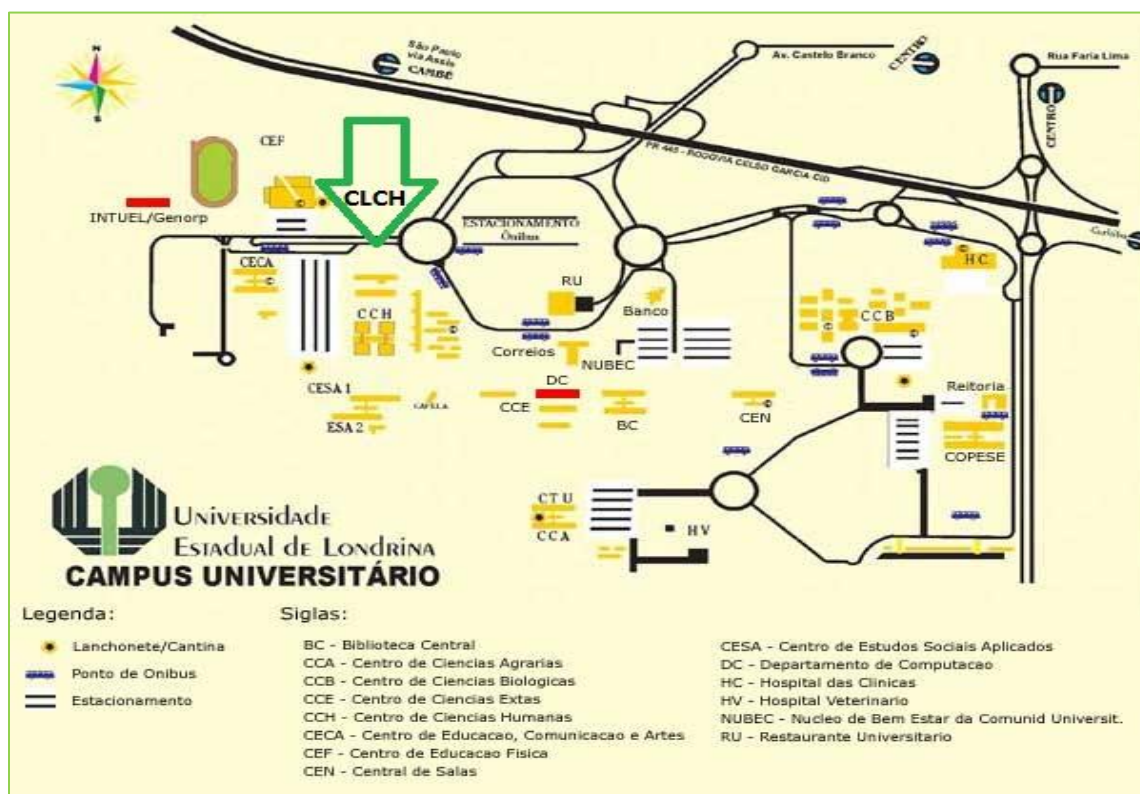 N
S
São Paulo
via Assis
CAMBÉ
Av. Castelo Branco
CENTRO
Rua Faria Lima
CENTRO
PR 445 - RODOVIA CELSO GARCIA CID
CEF
CLCH
INTUEL/Genorp
ESTACIONAMENTO
Ônibus
CECA
RU
H C
CCH
Banco
C C B
Correios
NUBEC
CESA 1
DC
Reitoria
CAPELA
CCE
BC
CEN
ESA 2
COPESE
C T U
C C A
H V
UNIVERSIDADE
ESTADUAL DE LONDRINA
CAMPUS UNIVERSITÁRIO
Legenda:
Lanchonete/Cantina
Ponto de Onibus
Estacionamento
Siglas:
BC - Biblioteca Central
CCA - Centro de Ciencias Agrarias
CCB - Centro de Ciencias Biologicas
CCE - Centro de Ciencias Extas
CCH - Centro de Ciencias Humanas
CECA - Centro de Educacao, Comunicacao e Artes
CEF - Centro de Educacao Fisica
CEN - Central de Salas
CESA - Centro de Estudos Sociais Aplicados
DC - Departamento de Computacao
HC - Hospital das Clinicas
HV - Hospital Veterinario
NUBEC - Nucleo de Bem Estar da Comunid Universit.
RU - Restaurante Universitario